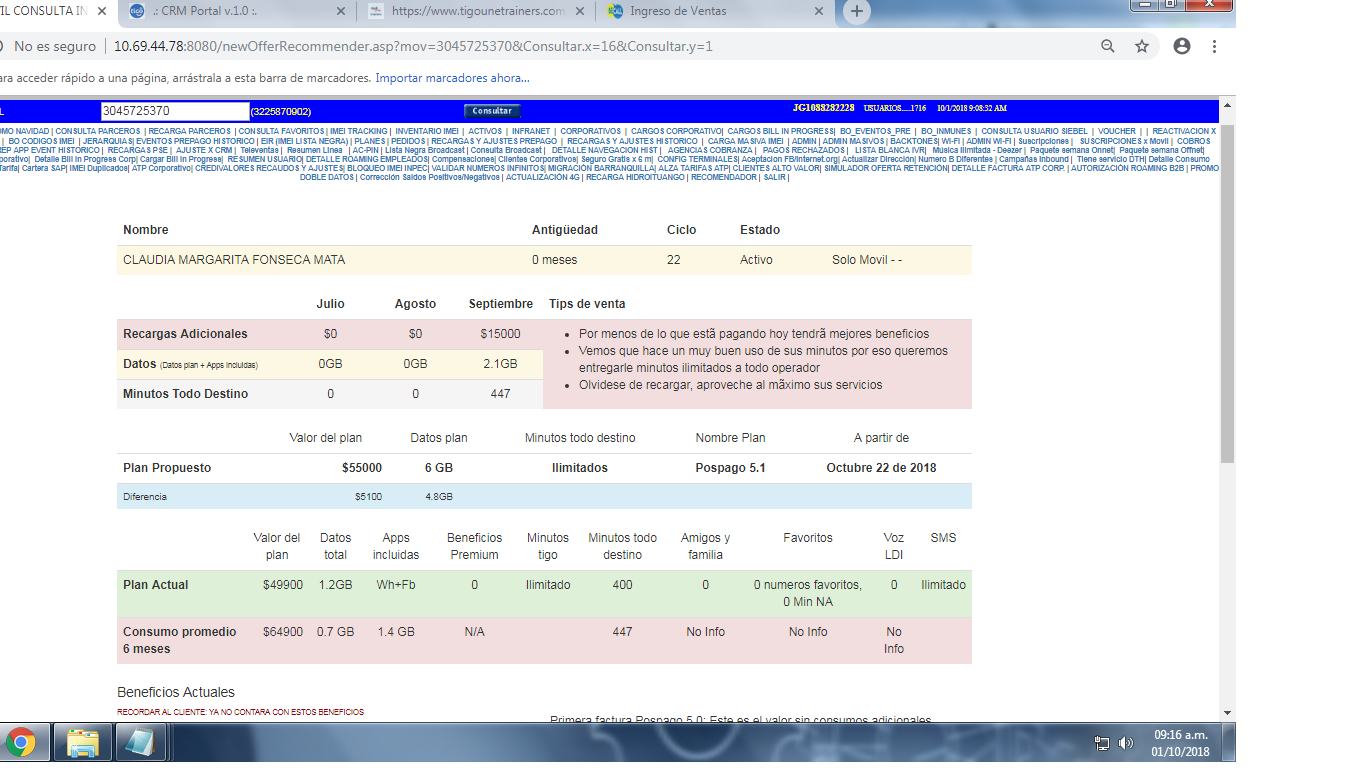 IL CONSULTA IN
.: CRM Portal v.1.0 :.
https://www.tigounetrainers.com
Ingreso de Ventas
No es seguro | 10.69.44.78:8080/newOfferRecommender.asp?mov=3045725370&Consultar.x=16&Consultar.y=1
ara acceder rápido a una página, arrástrala a esta barra de marcadores. Importar marcadores ahora...
L 3045725370 (3225870902) Consultar JG1088282228 USUARIOS....1716 10/1/2018 9:08:32 AM
OMO NAVIDAD | CONSULTA PARCEROS | RECARGA PARCEROS | CONSULTA FAVORITOS | IMEI TRACKING | INVENTARIO IMEI | ACTIVOS | INFRANET | CORPORATIVOS | CARGOS CORPORATIVO| CARGOS BILL IN PROGRESS| BO_EVENTOS_PRE | BO_INMUNES | CONSULTA USUARIO SIEBEL | VOUCHER | | REACTIVACION X
| BO CODIGOS IMEI | JERARQUIAS| EVENTOS PREPAGO HISTORICO | EIR (IMEI LISTA NEGRA) | PLANES | PEDIDOS | RECARGAS Y AJUSTES PREPAGO | RECARGAS Y AJUSTES HISTORICO | CARGA MASIVA IMEI | ADMIN | ADMIN MASIVOS | BACKTONES| WI-FI | ADMIN WI-FI | Suscripciones | SUSCRIPCIONES x Movil | COBROS
REP APP EVENT HISTORICO | RECARGAS PSE | AJUSTE X CRM | Televentas | Resumen Linea | AC-PIN | Lista Negra Broadcast | Consulta Broadcast | DETALLE NAVEGACION HIST | AGENCIAS COBRANZA | PAGOS RECHAZADOS | LISTA BLANCA IVR| Música Ilimitada - Deezer | Paquete semana Onnet| Paquete semana Offnet|
porativo| Detalle Bill In Progress Corp| Cargar Bill In Progress| RESUMEN USUARIO| DETALLE ROAMING EMPLEADOS| Compensaciones| Clientes Corporativos| Seguro Gratis x 6 m| CONFIG TERMINALES| Aceptacion FB/Internet.org| Actualizar Dirección| Numero B Diferentes | Campañas Inbound | Tiene servicio DTH| Detalle Consumo
Tarifa| Cartera SAP| IMEI Duplicados| ATP Corporativo| CREDIVALORES RECAUDOS Y AJUSTES| BLOQUEO IMEI INPEC| VALIDAR NUMEROS INFINITOS| MIGRACIÓN BARRANQUILLA| ALZA TARIFAS ATP| CLIENTES ALTO VALOR| SIMULADOR OFERTA RETENCIÓN| DETALLE FACTURA ATP CORP. | AUTORIZACIÓN ROAMING B2B | PROMO
DOBLE DATOS | Corrección Saldos Positivos/Negativos | ACTUALIZACIÓN 4G | RECARGA HIDROITUANGO | RECOMENDADOR | SALIR |
Nombre Antigüedad Ciclo Estado
CLAUDIA MARGARITA FONSECA MATA 0 meses 22 Activo Solo Movil - -
Julio Agosto Septiembre Tips de venta
Recargas Adicionales $0 $0 $15000
Datos (Datos plan + Apps Incluidas) 0GB 0GB 2.1GB
Minutos Todo Destino 0 0 447
• Por menos de lo que estã pagando hoy tendrã mejores beneficios
• Vemos que hace un muy buen uso de sus minutos por eso queremos
entregarle minutos ilimitados a todo operador
• Olvidese de recargar, aproveche al mãximo sus servicios
Valor del plan Datos plan Minutos todo destino Nombre Plan A partir de
Plan Propuesto $55000 6 GB Ilimitados Pospago 5.1 Octubre 22 de 2018
Diferencia $5100 4.8GB
Valor del plan Datos total Apps incluidas Beneficios Premium Minutos tigo Minutos todo destino Amigos y familia Favoritos Voz LDI SMS
Plan Actual $49900 1.2GB Wh+Fb 0 Ilimitado 400 0 0 numeros favoritos, 0 Min NA 0 Ilimitado
Consumo promedio 6 meses $64900 0.7 GB 1.4 GB N/A 447 No Info No Info No Info
Beneficios Actuales
RECORDAR AL CLIENTE: YA NO CONTARA CON ESTOS BENEFICIOS
Primera factura Pospago 5.0: Este es el valor sin consumos adicionales
09:16 a.m.
01/10/2018